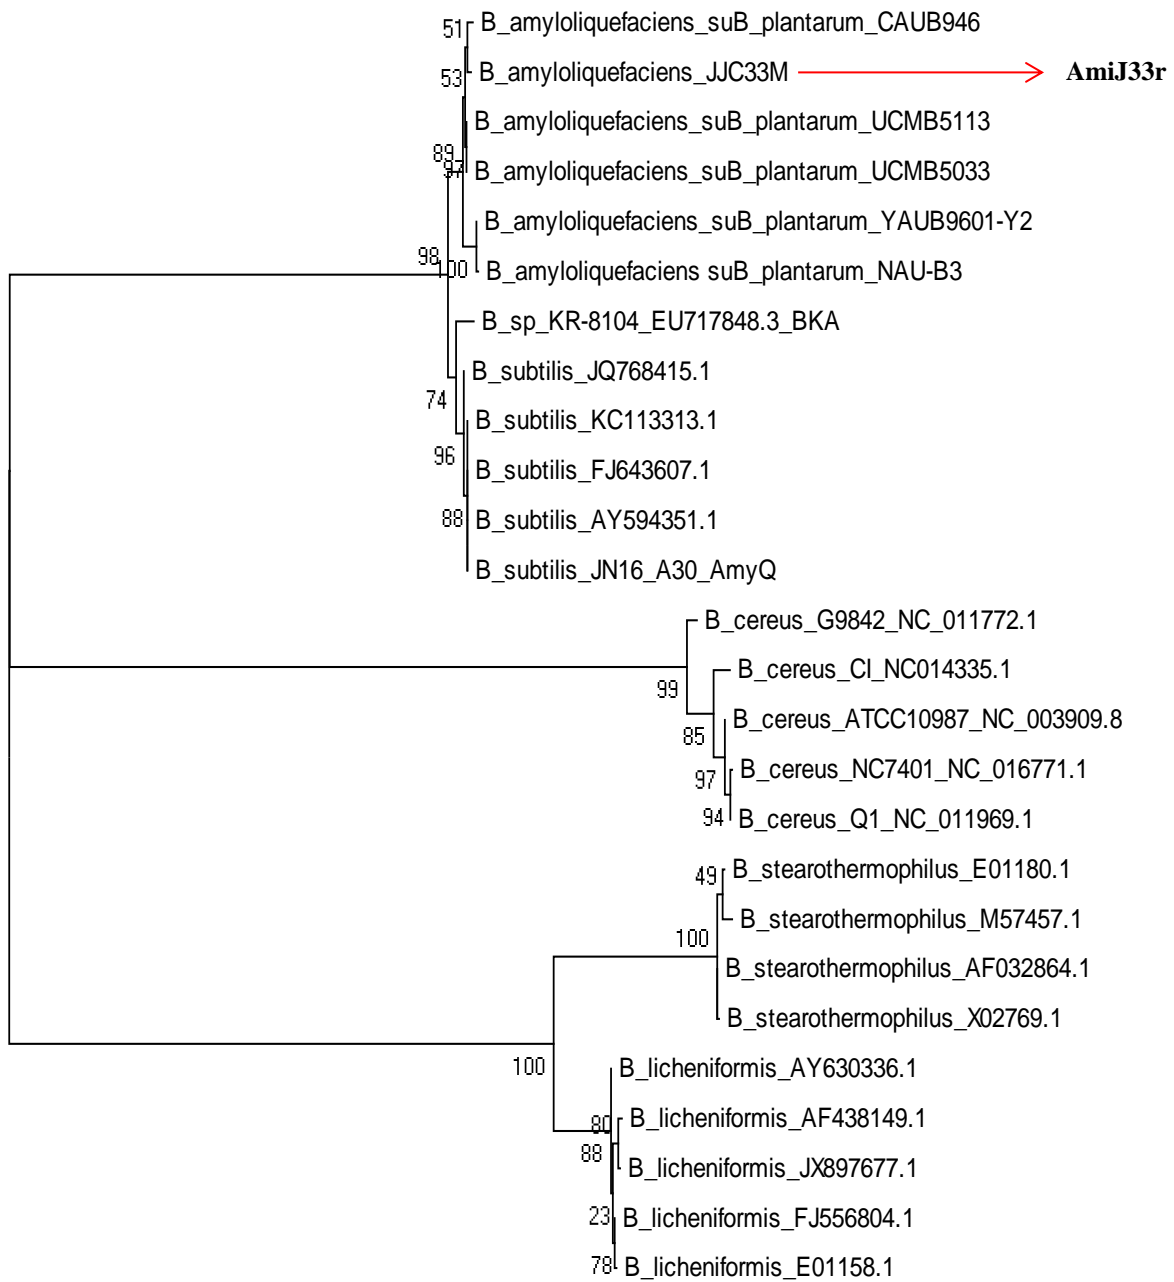 51 B_amyloliquefaciens_suB_plantarum_CAUB946
53 B_amyloliquefaciens_JJC33M AmiJ33r
B_amyloliquefaciens_suB_plantarum_UCMB5113
89
97 B_amyloliquefaciens_suB_plantarum_UCMB5033
B_amyloliquefaciens_suB_plantarum_YAUB9601-Y2
98
100 B_amyloliquefaciens suB_plantarum_NAU-B3
B_sp_KR-8104_EU717848.3_BKA
B_subtilis_JQ768415.1
74
B_subtilis_KC113313.1
96
B_subtilis_FJ643607.1
88 B_subtilis_AY594351.1
B_subtilis_JN16_A30_AmyQ
B_cereus_G9842_NC_011772.1
B_cereus_CI_NC014335.1
99
B_cereus_ATCC10987_NC_003909.8
85
97 B_cereus_NC7401_NC_016771.1
94 B_cereus_Q1_NC_011969.1
49 B_stearothermophilus_E01180.1
B_stearothermophilus_M57457.1
100
B_stearothermophilus_AF032864.1
B_stearothermophilus_X02769.1
100 B_licheniformis_AY630336.1
80 B_licheniformis_AF438149.1
88
B_licheniformis_JX897677.1
23 B_licheniformis_FJ556804.1
78 B_licheniformis_E01158.1